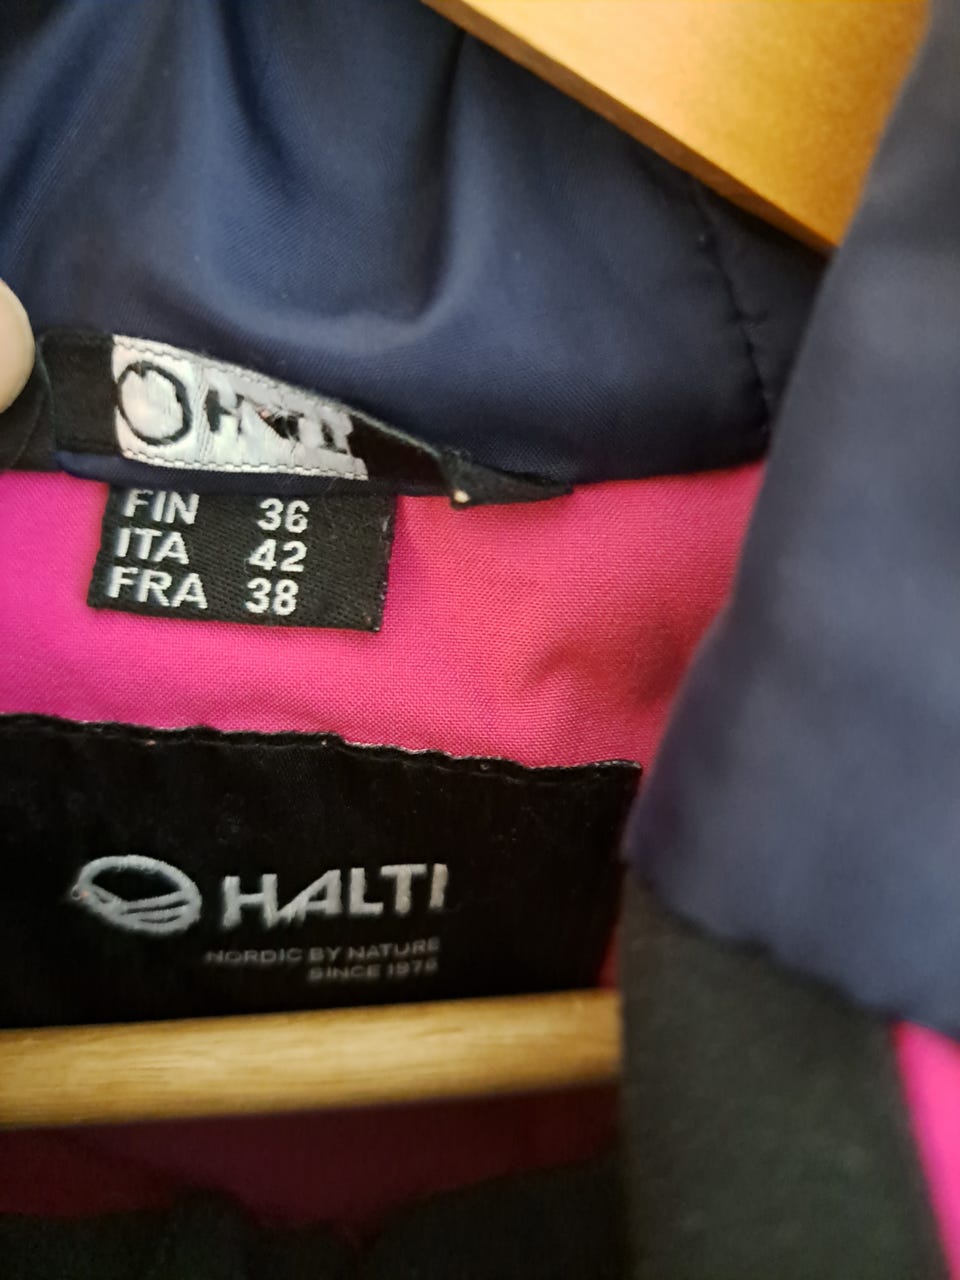 HALTI
FIN 36
ITA 42
FRA 38
HALTI
NORDIC BY NATURE
SINCE 1976